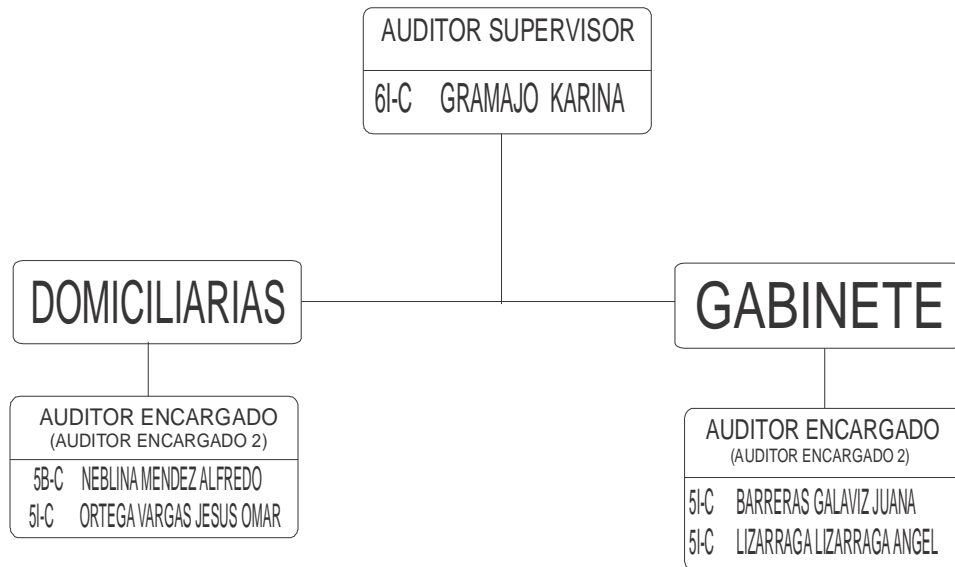 AUDITOR SUPERVISOR
6I-C GRAMAJO KARINA
DOMICILIARIAS
GABINETE
AUDITOR ENCARGADO
(AUDITOR ENCARGADO 2)
5B-C NEBLINA MENDEZ ALFREDO
5I-C ORTEGA VARGAS JESUS OMAR
AUDITOR ENCARGADO
(AUDITOR ENCARGADO 2)
5I-C BARRERAS GALAVIZ JUANA
5I-C LIZARRAGA LIZARRAGA ANGEL